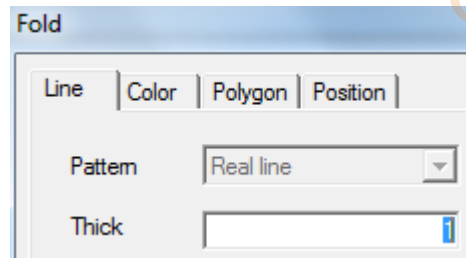 Fold
Line Color Polygon Position
Pattern Real line
Thick 1